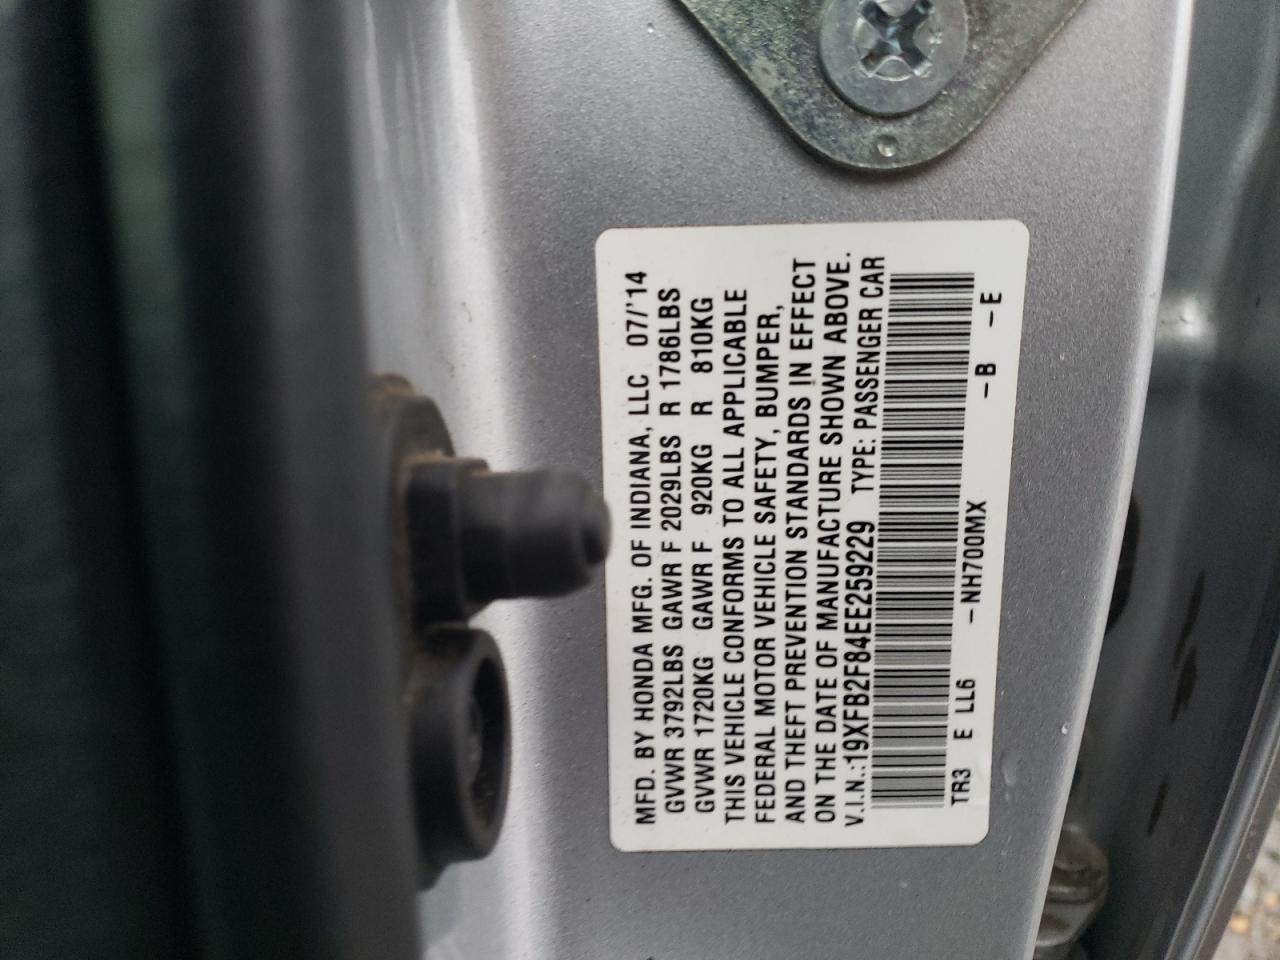 MFD. BY HONDA MFG. OF INDIANA, LLC 07/'14
GVWR 3792LBS GAWR F 2029LBS R 1786LBS
GVWR 1720KG GAWR F 920KG R 810KG
THIS VEHICLE CONFORMS TO ALL APPLICABLE
FEDERAL MOTOR VEHICLE SAFETY, BUMPER,
AND THEFT PREVENTION STANDARDS IN EFFECT
ON THE DATE OF MANUFACTURE SHOWN ABOVE.
V.I.N.:19XFB2F84EE259229 TYPE: PASSENGER CAR
TR3 E LL6 -NH700MX -B -E